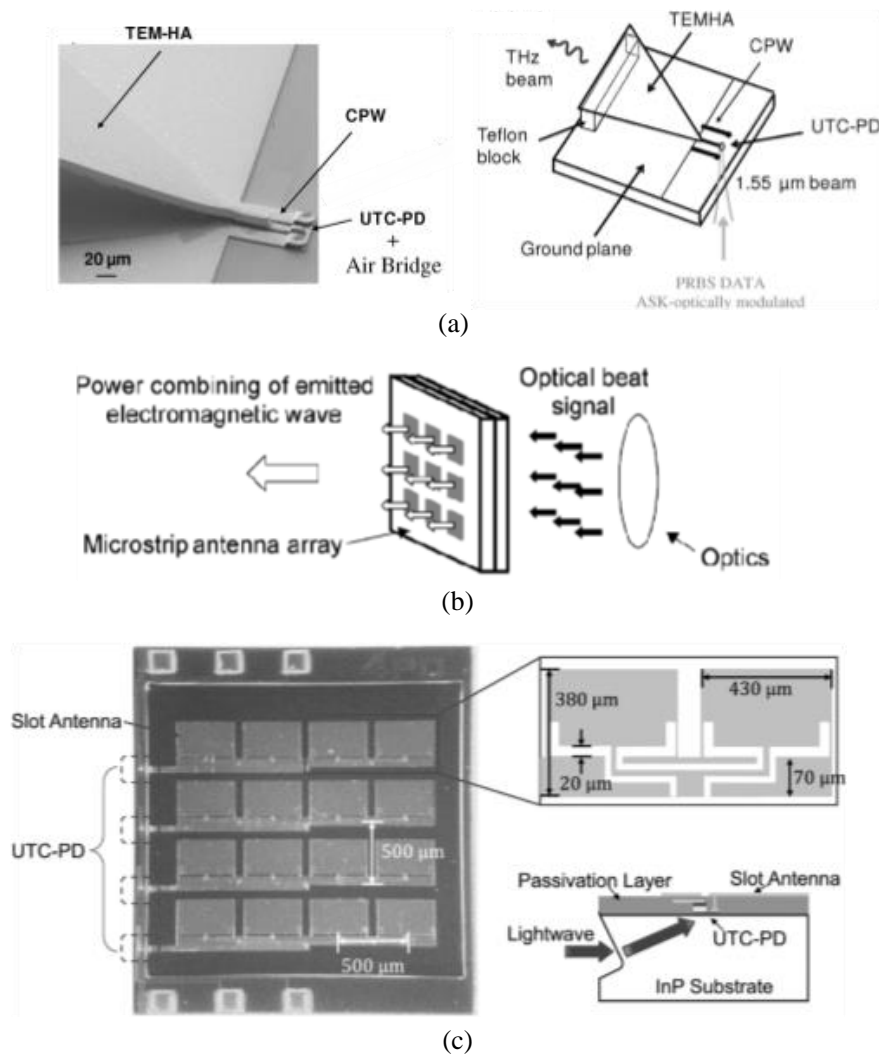 TEM-HA
CPW
UTC-PD
+
Air Bridge
20 µm
TEMHA
CPW
THz
beam
UTC-PD
Teflon
block
1.55 µm beam
Ground plane
PRBS DATA
ASK-optically modulated
(a)
Power combining of emitted
electromagnetic wave
Optical beat
signal
Microstrip antenna array
Optics
(b)
Slot Antenna
UTC-PD
500 µm
500 µm
380 µm
430 µm
20 µm
70 µm
Passivation Layer
Slot Antenna
Lightwave
UTC-PD
InP Substrate
(c)